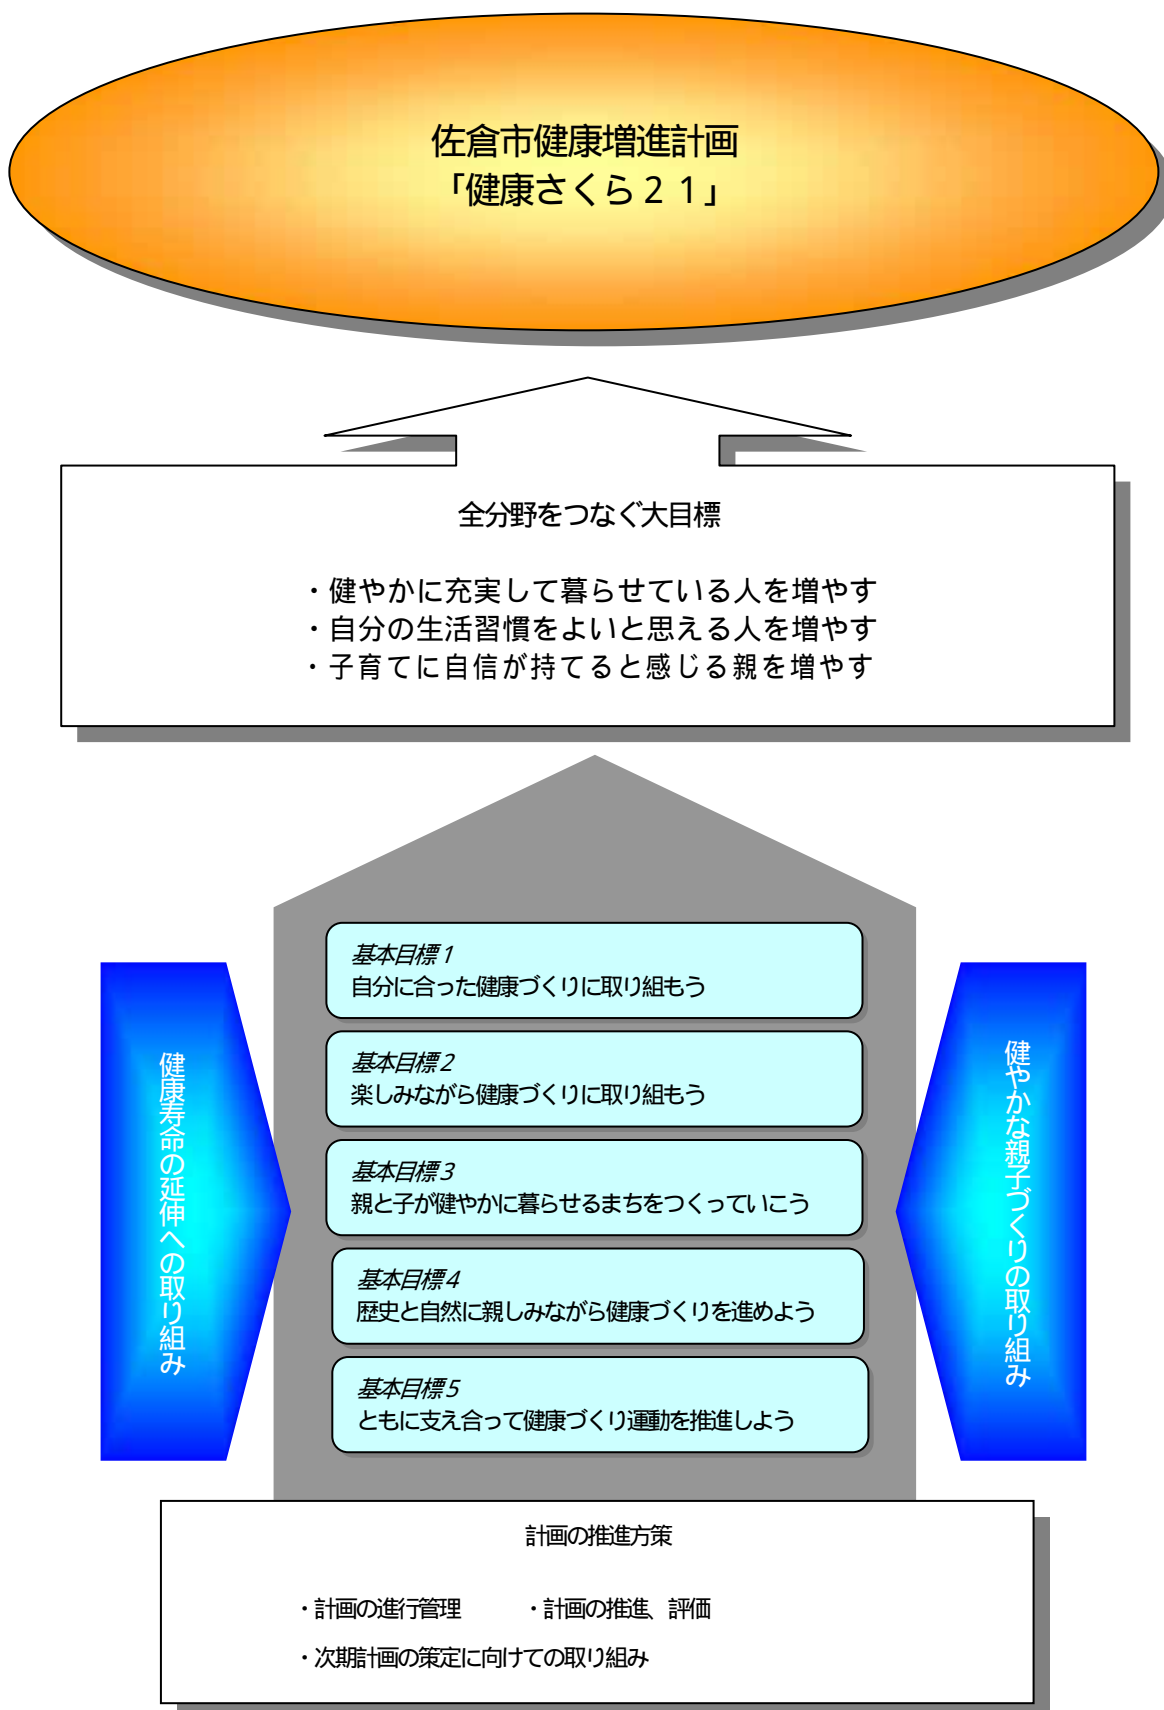 佐倉市健康増進計画
「健康さくら２１」
全分野をつなぐ大目標
・健やかに充実して暮らせている人を増やす
・自分の生活習慣をよいと思える人を増やす
・子育てに自信が持てると感じる親を増やす
基本目標１
自分に合った健康づくりに取り組もう
基本目標２
楽しみながら健康づくりに取り組もう
基本目標３
親と子が健やかに暮らせるまちをつくっていこう
基本目標４
歴史と自然に親しみながら健康づくりを進めよう
基本目標５
ともに支え合って健康づくり運動を推進しよう
健康寿命の延伸への取り組み
健やかな親子づくりの取り組み
計画の推進方策
・計画の進行管理　　　・計画の推進、評価
・次期計画の策定に向けての取り組み